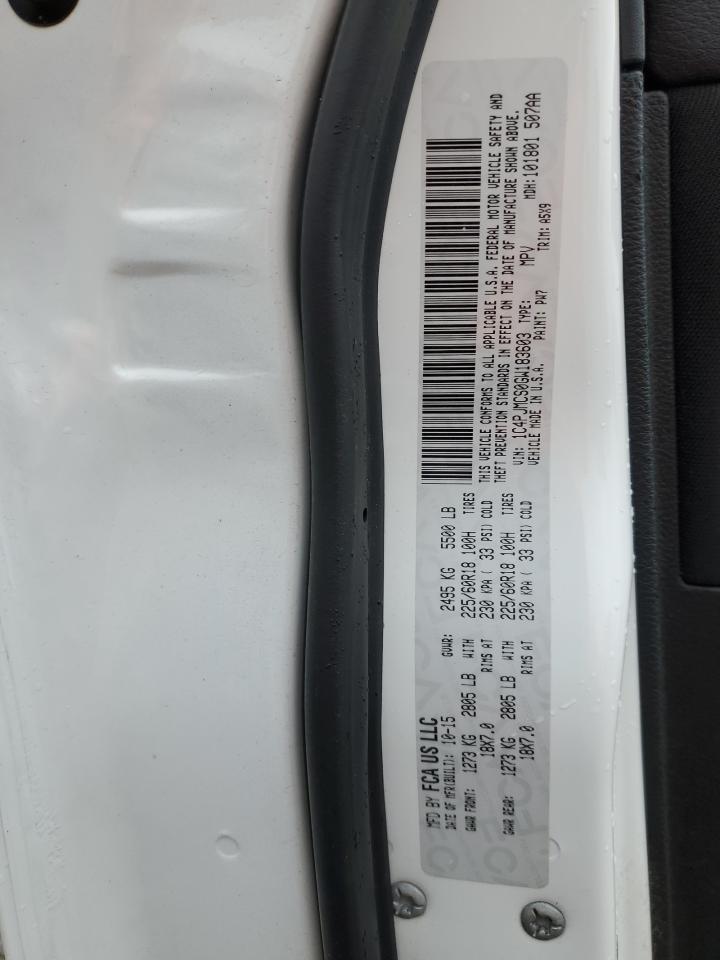 MFD BY FCA US LLC
DATE OF MFR(BUILT): 10-15 GVWR: 2495 KG 5500 LB
GAWR FRONT: 1273 KG 2805 LB WITH 225/60R18 100H TIRES
18X7.0 RIMS AT 230 KPA ( 33 PSI) COLD
GAWR REAR: 1273 KG 2805 LB WITH 225/60R18 100H TIRES
18X7.0 RIMS AT 230 KPA ( 33 PSI) COLD
THIS VEHICLE CONFORMS TO ALL APPLICABLE U.S.A. FEDERAL MOTOR VEHICLE SAFETY AND
THEFT PREVENTION STANDARDS IN EFFECT ON THE DATE OF MANUFACTURE SHOWN ABOVE.
VIN: 1C4PJMCS0GW183603 TYPE: MPV MDH:101801 507AA
VEHICLE MADE IN U.S.A. PAINT: PW7 TRIM: A5X9